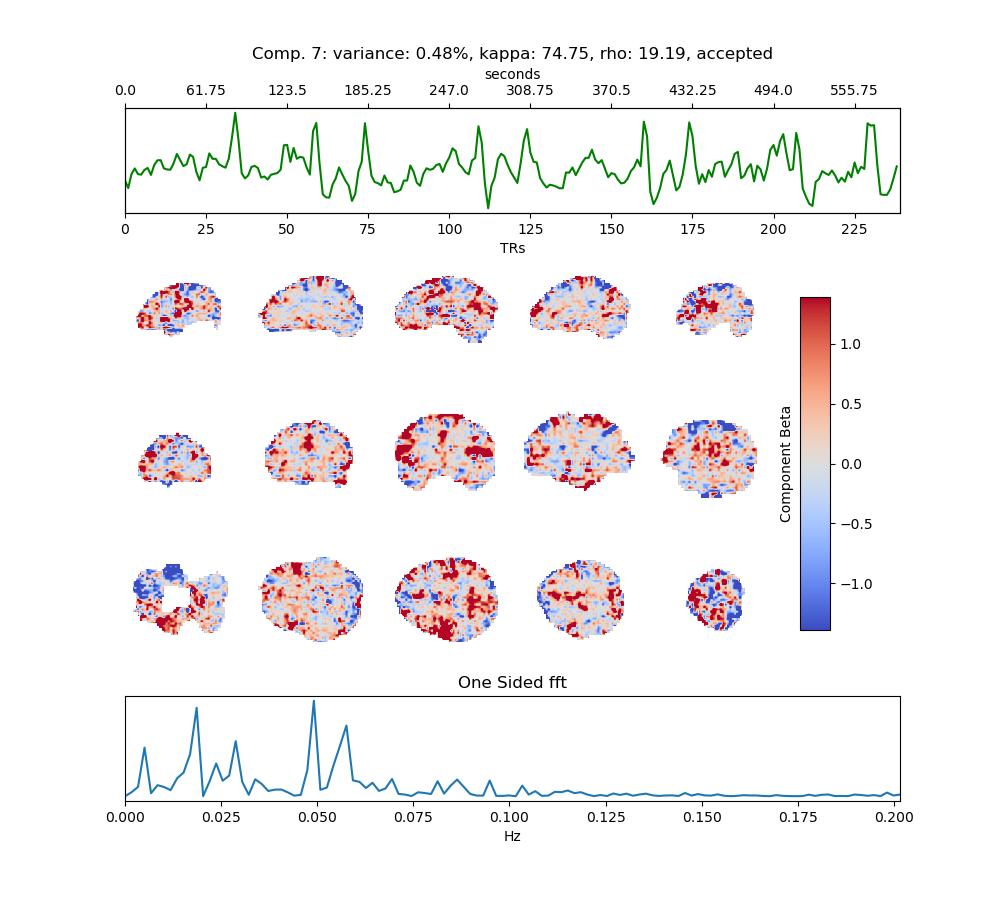 Comp. 7: variance: 0.48%, kappa: 74.75, rho: 19.19, accepted
seconds
0.0 61.75 123.5 185.25 247.0 308.75 370.5 432.25 494.0 555.75
0 25 50 75 100 125 150 175 200 225
TRs
1.0
0.5
0.0
−0.5
−1.0
Component Beta
One Sided fft
0.000 0.025 0.050 0.075 0.100 0.125 0.150 0.175 0.200
Hz